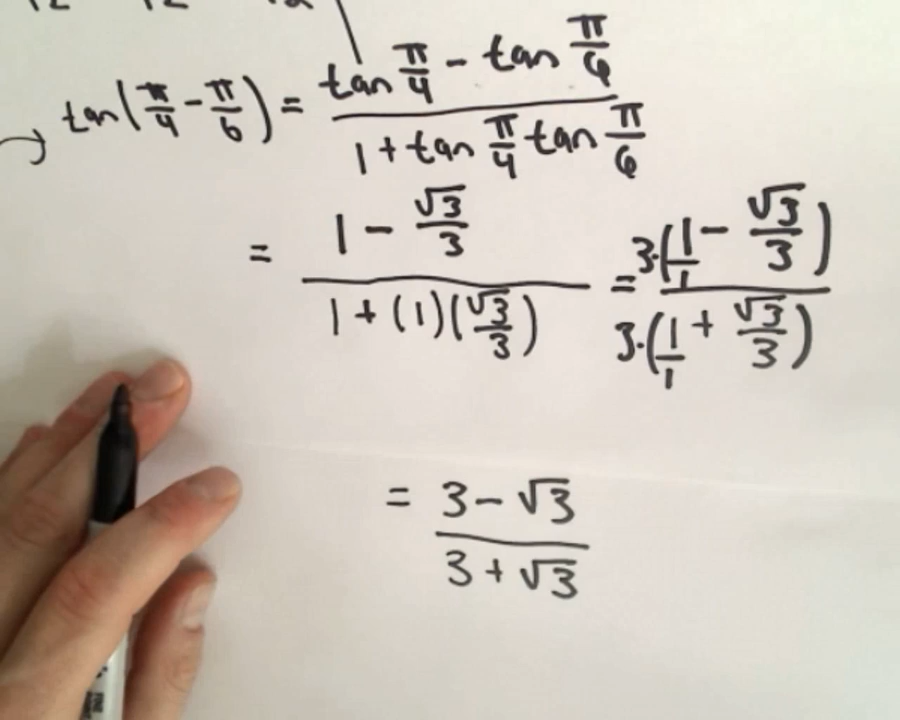 tan(π/4 - π/6) = (tan π/4 - tan π/6)/(1 + tan π/4 tan π/6)
= (1 - √3/3)/(1 + (1)(√3/3)) = 3·(1/1 - √3/3)/3·(1/1 + √3/3)
= (3 - √3)/(3 + √3)